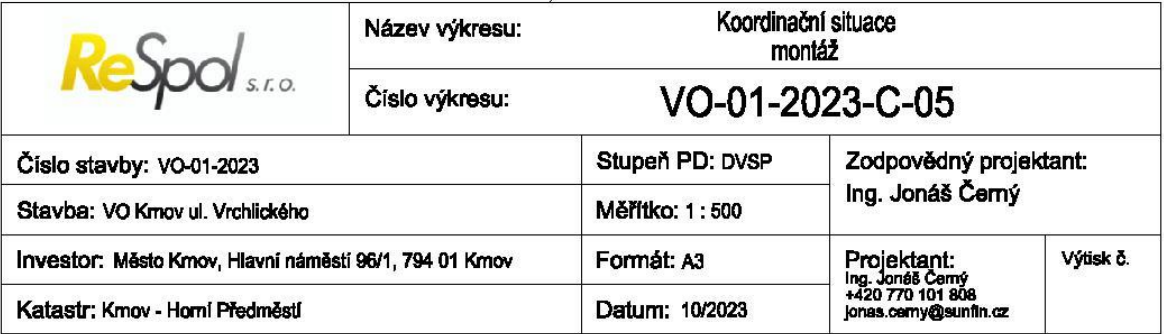 ReSpol s.r.o.
Název výkresu: Koordinační situace
montáž
Číslo výkresu: VO-01-2023-C-05
Číslo stavby: VO-01-2023
Stupeň PD: DVSP
Zodpovědný projektant:
Ing. Jonáš Černý
Stavba: VO Krnov ul. Vrchlického
Měřítko: 1 : 500
Investor: Město Krnov, Hlavní náměstí 96/1, 794 01 Krnov
Formát: A3
Projektant:
Ing. Jonáš Černý
+420 770 101 808
jonas.cerny@sunfin.cz
Výtisk č.
Katastr: Krnov - Horní Předměstí
Datum: 10/2023